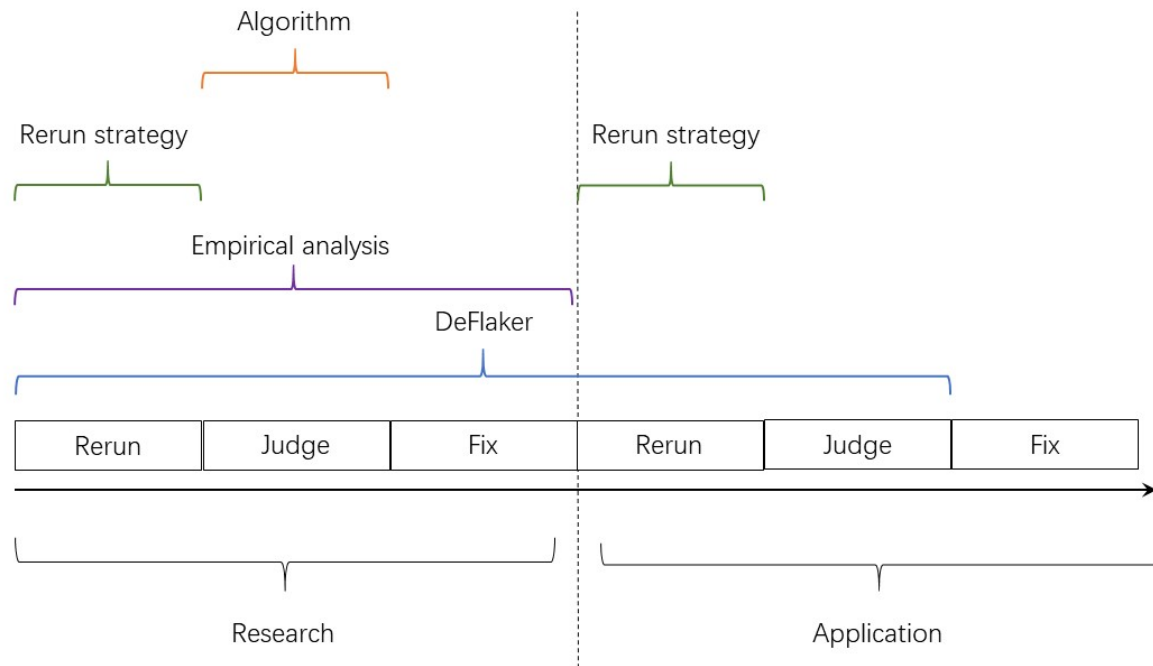 Algorithm
Rerun strategy
Rerun strategy
Empirical analysis
DeFlaker
Rerun
Judge
Fix
Rerun
Judge
Fix
Research
Application